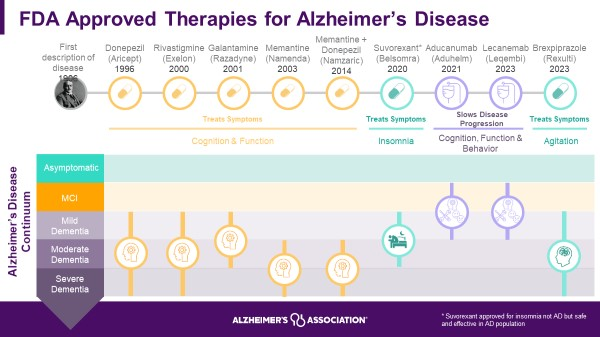 FDA Approved Therapies for Alzheimer's Disease
First
description of
disease
1906
Donepezil
(Aricept)
1996
Rivastigmine
(Exelon)
2000
Galantamine
(Razadyne)
2001
Memantine
(Namenda)
2003
Memantine +
Donepezil
(Namzaric)
2014
Suvorexant*
(Belsomra)
2020
Aducanumab
(Aduhelm)
2021
Lecanemab
(Leqembi)
2023
Brexpiprazole
(Rexulti)
2023
Treats Symptoms
Treats Symptoms
Slows Disease
Progression
Treats Symptoms
Cognition & Function
Insomnia
Cognition, Function &
Behavior
Agitation
Alzheimer's Disease
Continuum
Asymptomatic
MCI
Mild
Dementia
Moderate
Dementia
Severe
Dementia
ALZHEIMER'S ASSOCIATION®
* Suvorexant approved for insomnia not AD but safe
and effective in AD population